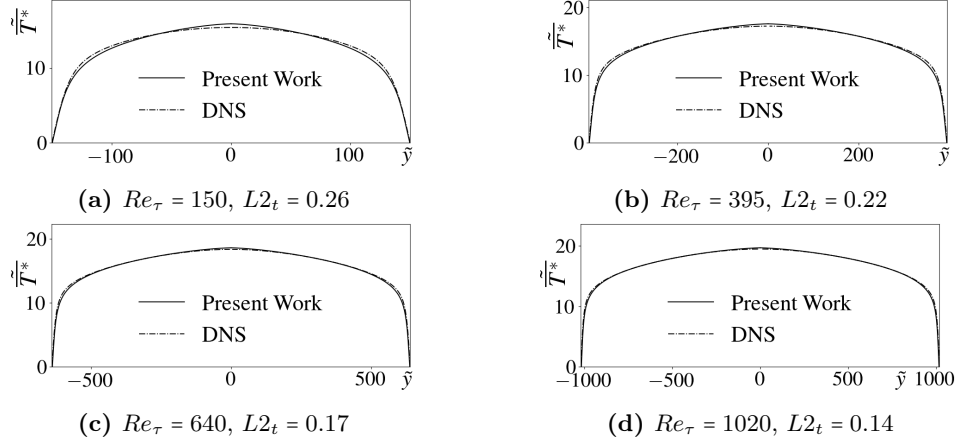 T̃*
10
0
Present Work
DNS
−100
0
100
ỹ
(a) Reτ = 150, L2t = 0.26
T̃*
20
10
0
Present Work
DNS
−200
0
200
ỹ
(b) Reτ = 395, L2t = 0.22
T̃*
20
10
0
Present Work
DNS
−500
0
500
ỹ
(c) Reτ = 640, L2t = 0.17
T̃*
20
10
0
Present Work
DNS
−1000
−500
0
500
ỹ
1000
(d) Reτ = 1020, L2t = 0.14